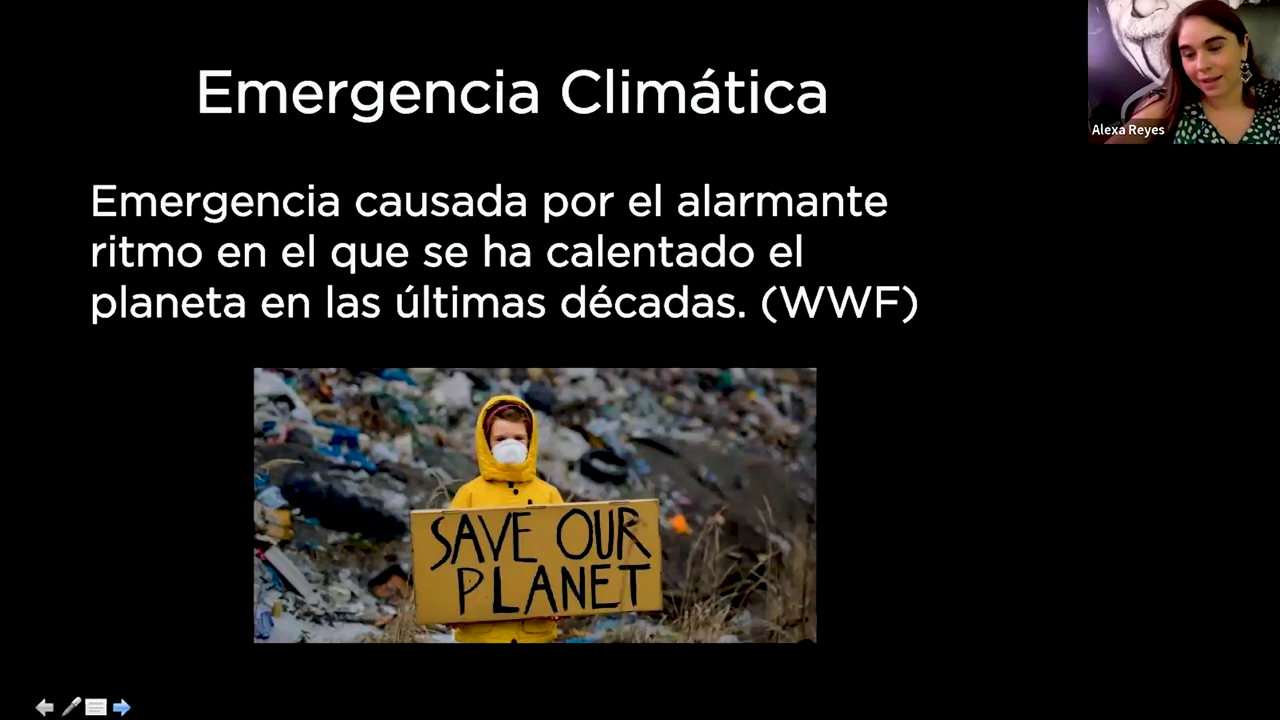 Emergencia Climática
Alexa Reyes
Emergencia causada por el alarmante
ritmo en el que se ha calentado el
planeta en las últimas décadas. (WWF)
SAVE OUR
PLANET